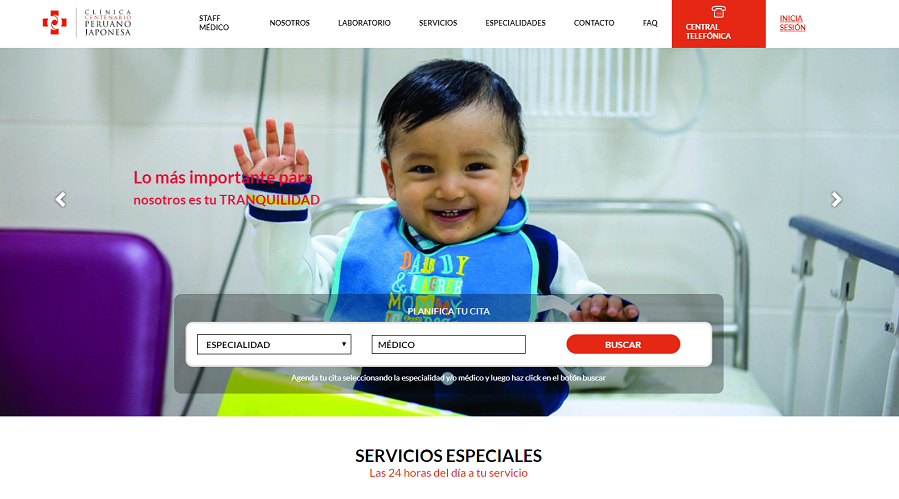 CLÍNICA
CENTENARIO
PERUANO
JAPONESA
STAFF
MÉDICO
NOSOTROS
LABORATORIO
SERVICIOS
ESPECIALIDADES
CONTACTO
FAQ
CENTRAL
TELEFÓNICA
INICIA
SESIÓN
Lo más importante para
nosotros es tu TRANQUILIDAD
DADDY
& I AGREE
MOMMY
PLANIFICA TU CITA
ESPECIALIDAD
MÉDICO
BUSCAR
Agenda tu cita seleccionando la especialidad y/o médico y luego haz click en el botón buscar
SERVICIOS ESPECIALES
Las 24 horas del día a tu servicio